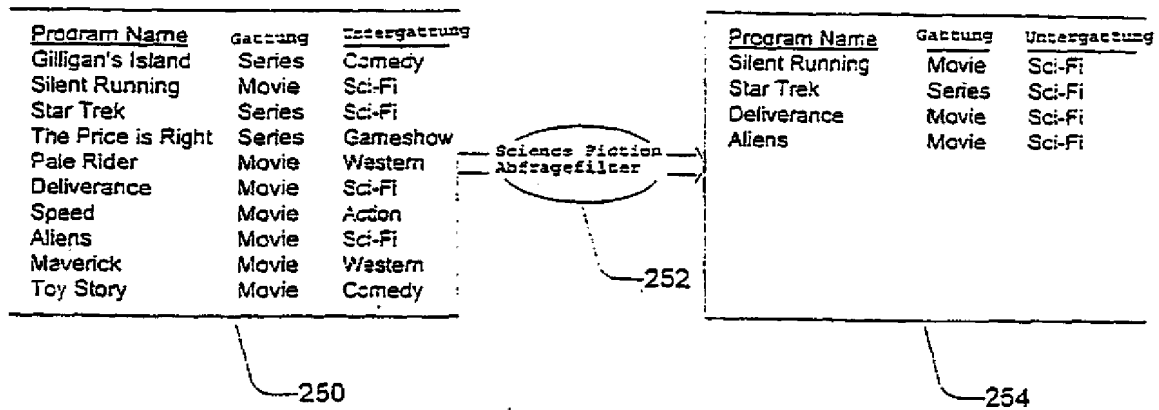 Program Name Gattung Untergattung
Gilligan's Island Series Comedy
Silent Running Movie Sci-Fi
Star Trek Series Sci-Fi
The Price is Right Series Gameshow
Pale Rider Movie Western
Deliverance Movie Sci-Fi
Speed Movie Action
Aliens Movie Sci-Fi
Maverick Movie Western
Toy Story Movie Comedy
250
Science Fiction
Abfragefilter
252
Program Name Gattung Untergattung
Silent Running Movie Sci-Fi
Star Trek Series Sci-Fi
Deliverance Movie Sci-Fi
Aliens Movie Sci-Fi
254